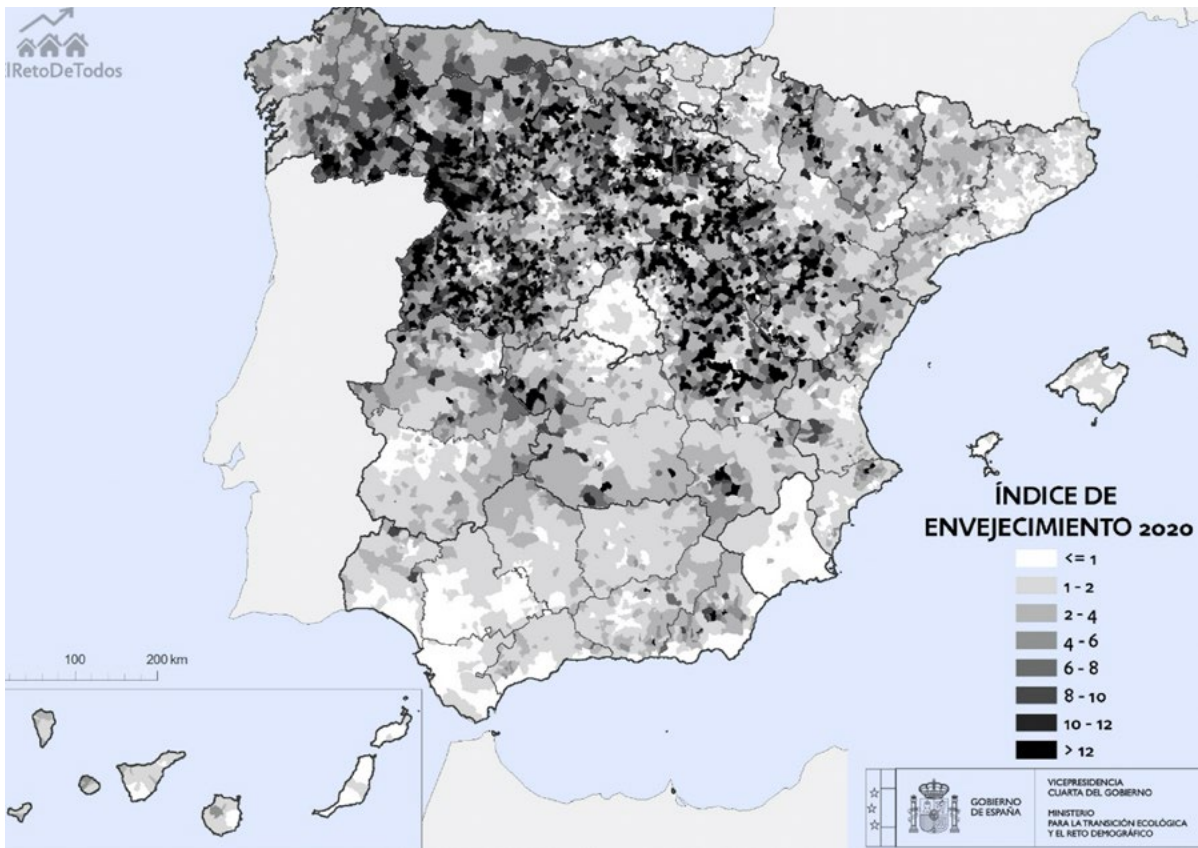 lRetoDeTodos
ÍNDICE DE
ENVEJECIMIENTO 2020
<= 1
1 - 2
2 - 4
4 - 6
6 - 8
8 - 10
10 - 12
> 12
100 200 km
GOBIERNO
DE ESPAÑA
VICEPRESIDENCIA
CUARTA DEL GOBIERNO
MINISTERIO
PARA LA TRANSICIÓN ECOLÓGICA
Y EL RETO DEMOGRÁFICO